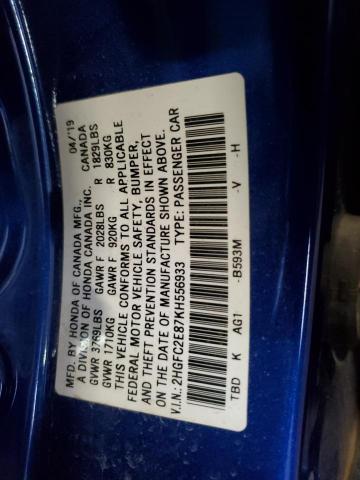 MFD. BY HONDA OF CANADA MFG., 04/'19
A DIVISION OF HONDA CANADA INC. CANADA
GVWR 3769LBS GAWR F 2028LBS R 1829LBS
GVWR 1710KG GAWR F 920KG R 830KG
THIS VEHICLE CONFORMS TO ALL APPLICABLE
FEDERAL MOTOR VEHICLE SAFETY, BUMPER,
AND THEFT PREVENTION STANDARDS IN EFFECT
ON THE DATE OF MANUFACTURE SHOWN ABOVE.
V.I.N.: 2HGFC2E87KH556933 TYPE: PASSENGER CAR
TBD K AG1 -B593M -V -H